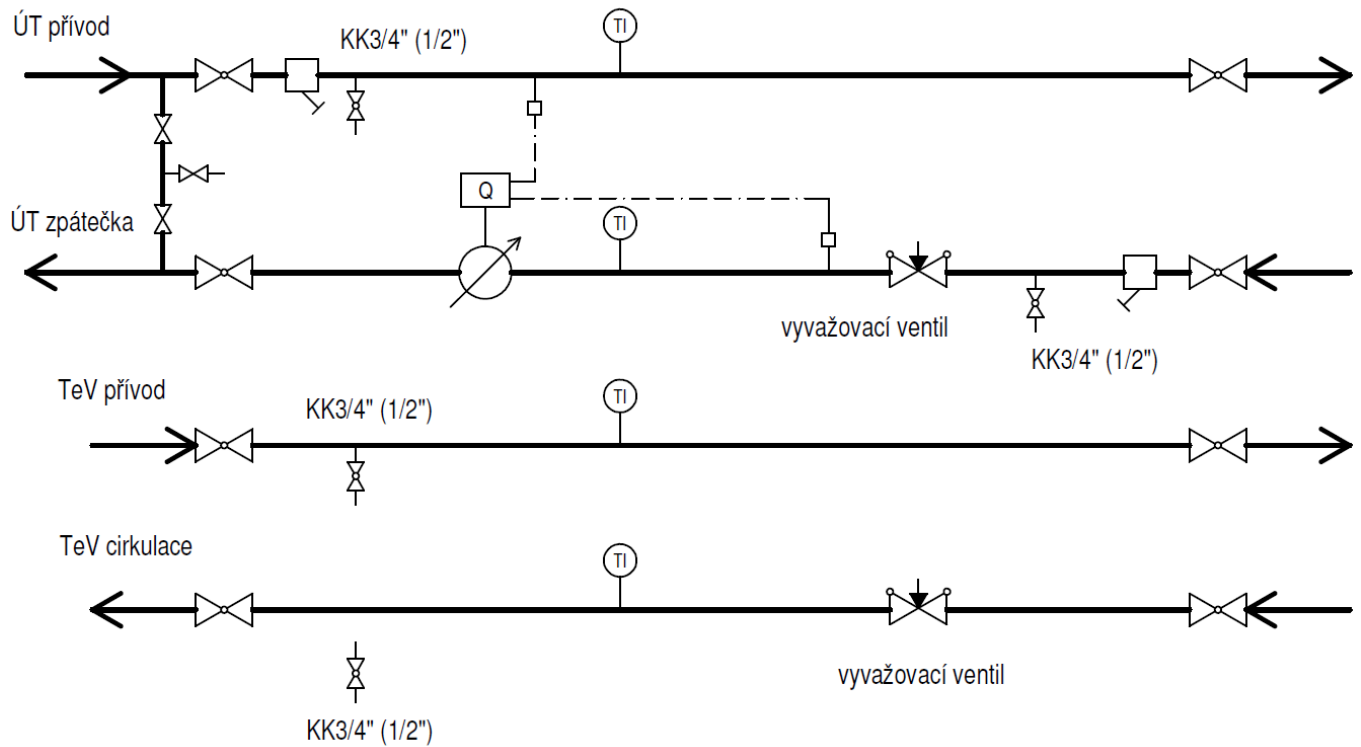 ÚT přívod
KK3/4" (1/2")
TI
Q
ÚT zpátečka
TI
vyvažovací ventil
KK3/4" (1/2")
TeV přívod
KK3/4" (1/2")
TI
TeV cirkulace
TI
vyvažovací ventil
KK3/4" (1/2")